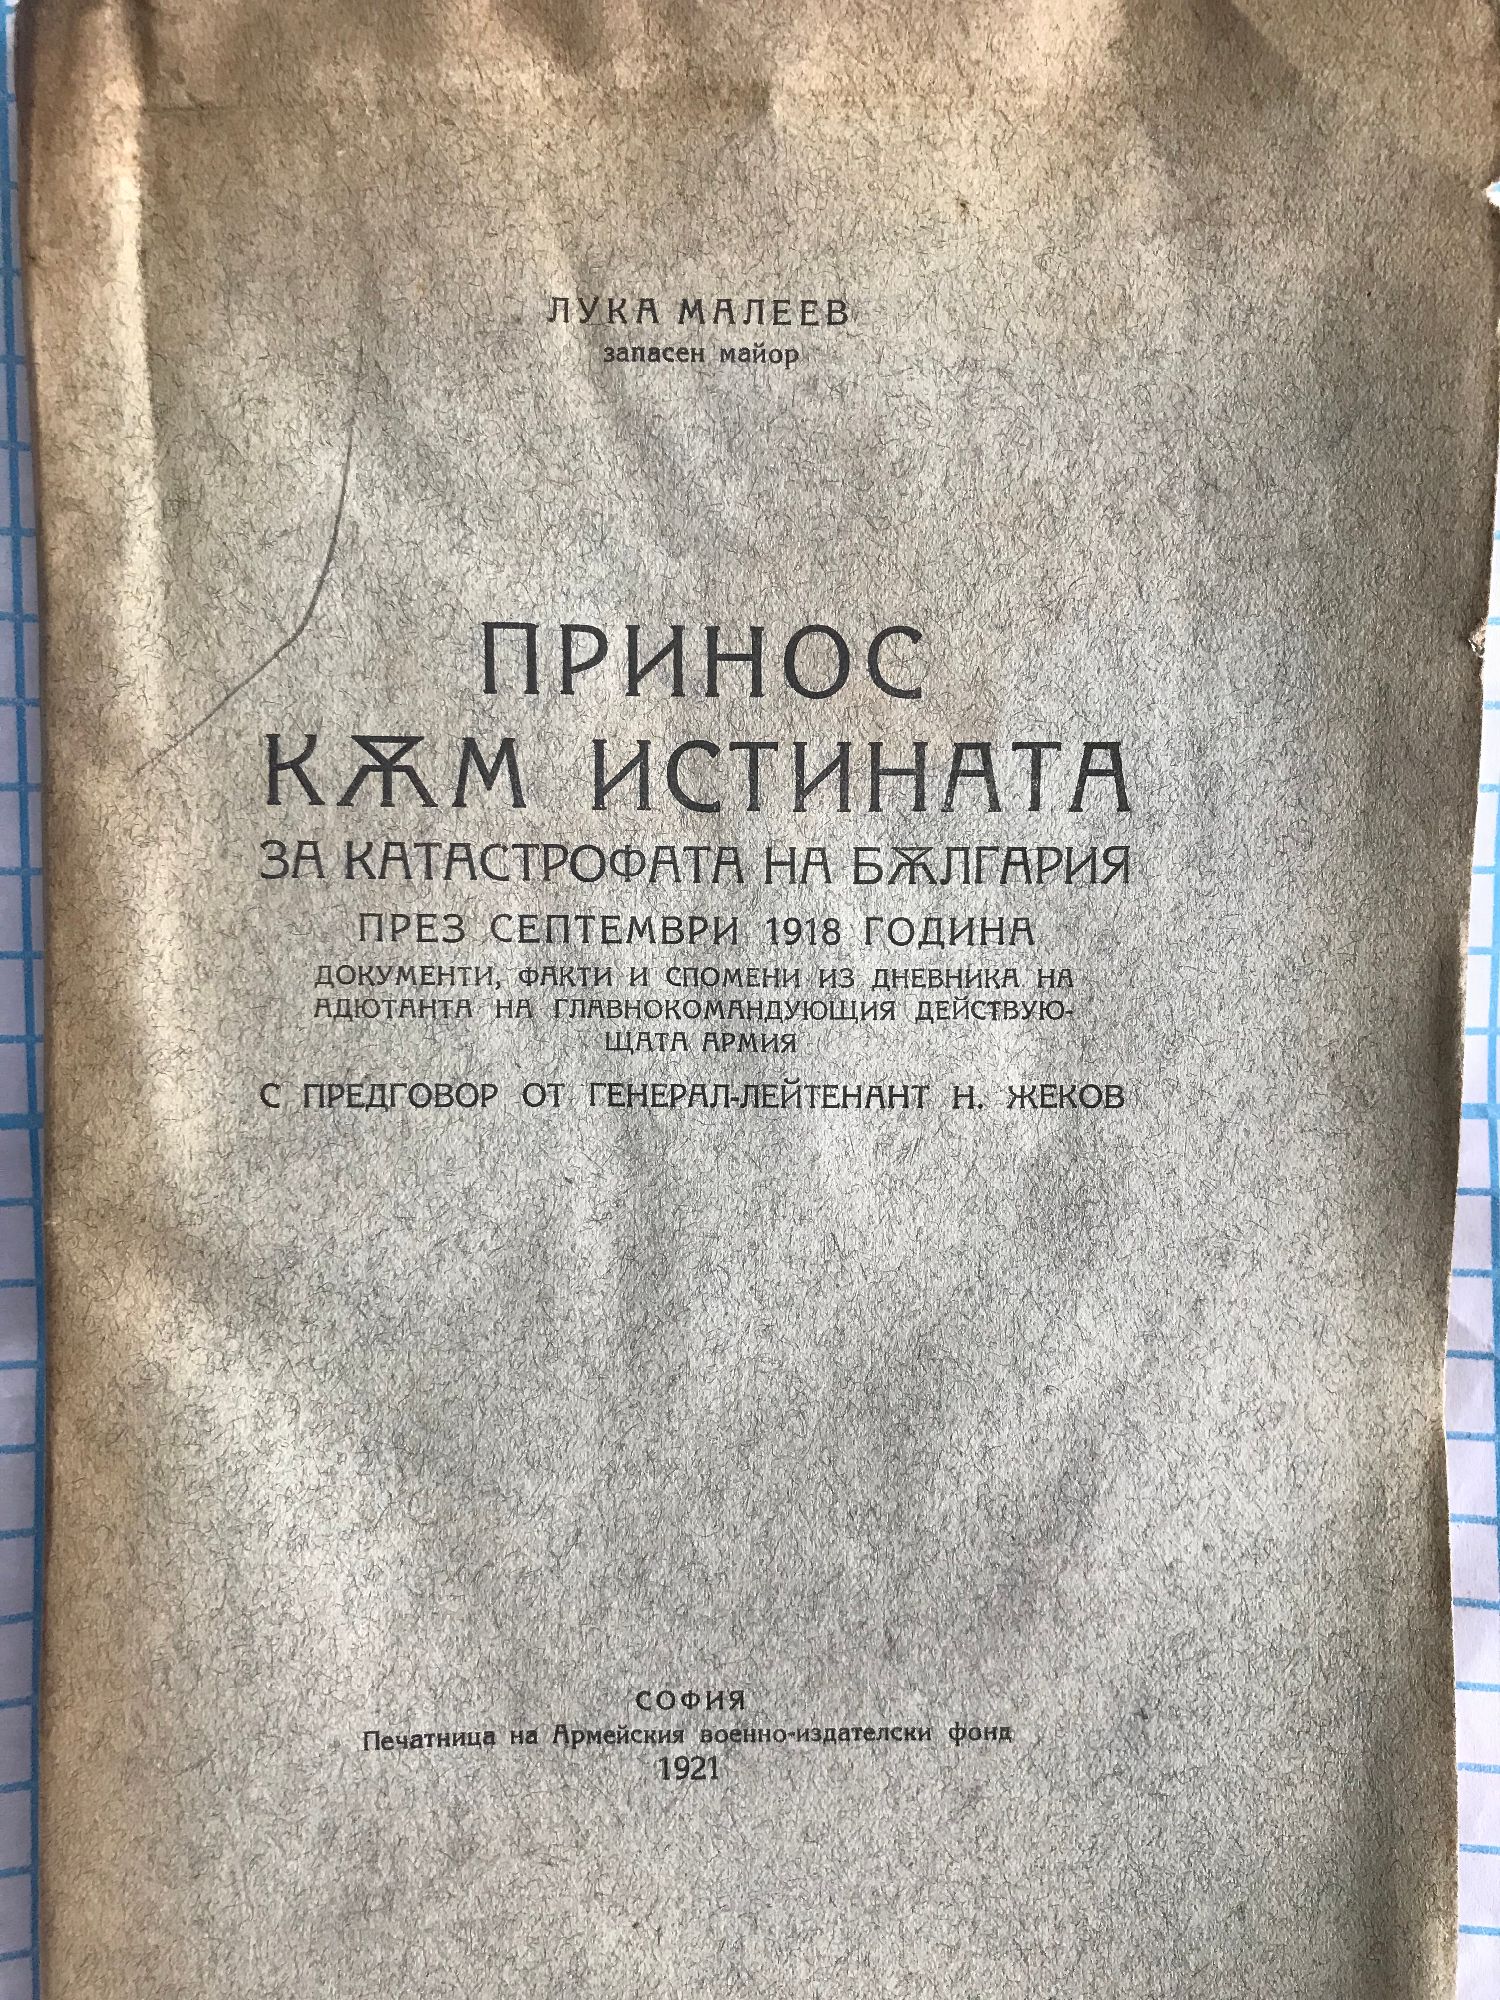 ЛУКА МАЛЕЕВ
запасен майор
ПРИНОС
КѪМ ИСТИНАТА
ЗА КАТАСТРОФАТА НА БѪЛГАРИЯ
ПРЕЗ СЕПТЕМВРИ 1918 ГОДИНА
ДОКУМЕНТИ, ФАКТИ И СПОМЕНИ ИЗ ДНЕВНИКА НА
АДЮТАНТА НА ГЛАВНОКОМАНДУЮЩИЯ ДЕЙСТВУЮ-
ЩАТА АРМИЯ
С ПРЕДГОВОР ОТ ГЕНЕРАЛ-ЛЕЙТЕНАНТ Н. ЖЕКОВ
СОФИЯ
Печатница на Армейския военно-издателски фонд
1921